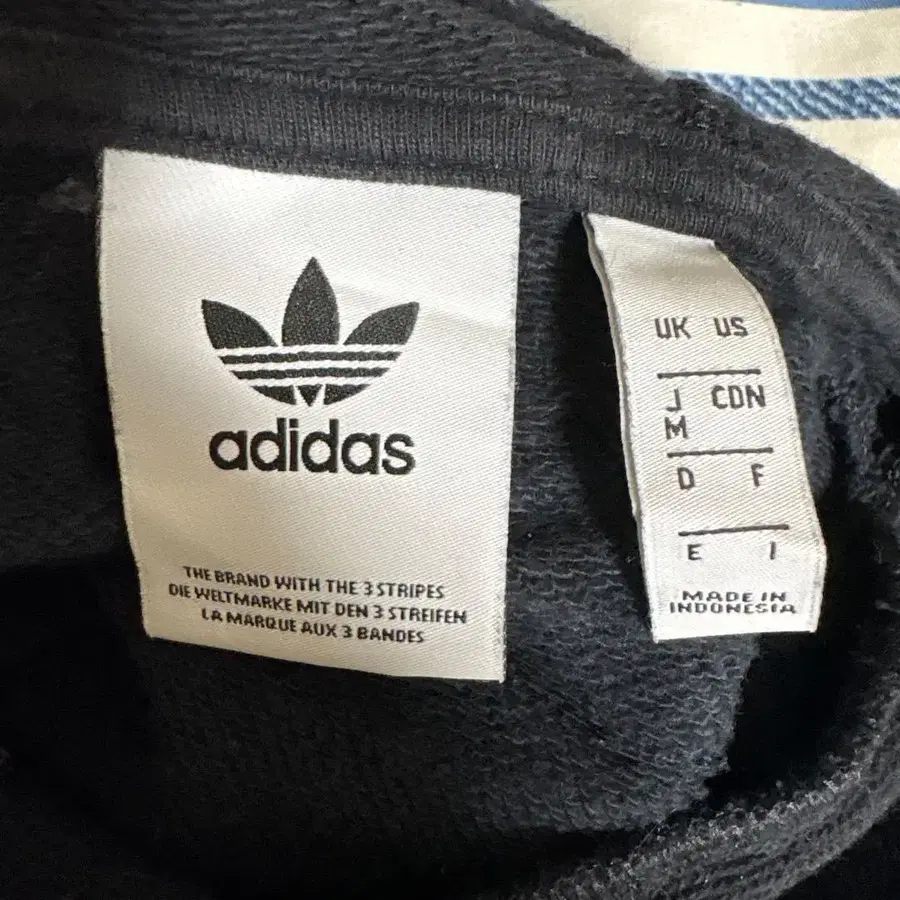 adidas
THE BRAND WITH THE 3 STRIPES
DIE WELTMARKE MIT DEN 3 STREIFEN
LA MARQUE AUX 3 BANDES
UK US
J CDN
M
D F
E I
MADE IN
INDONESIA